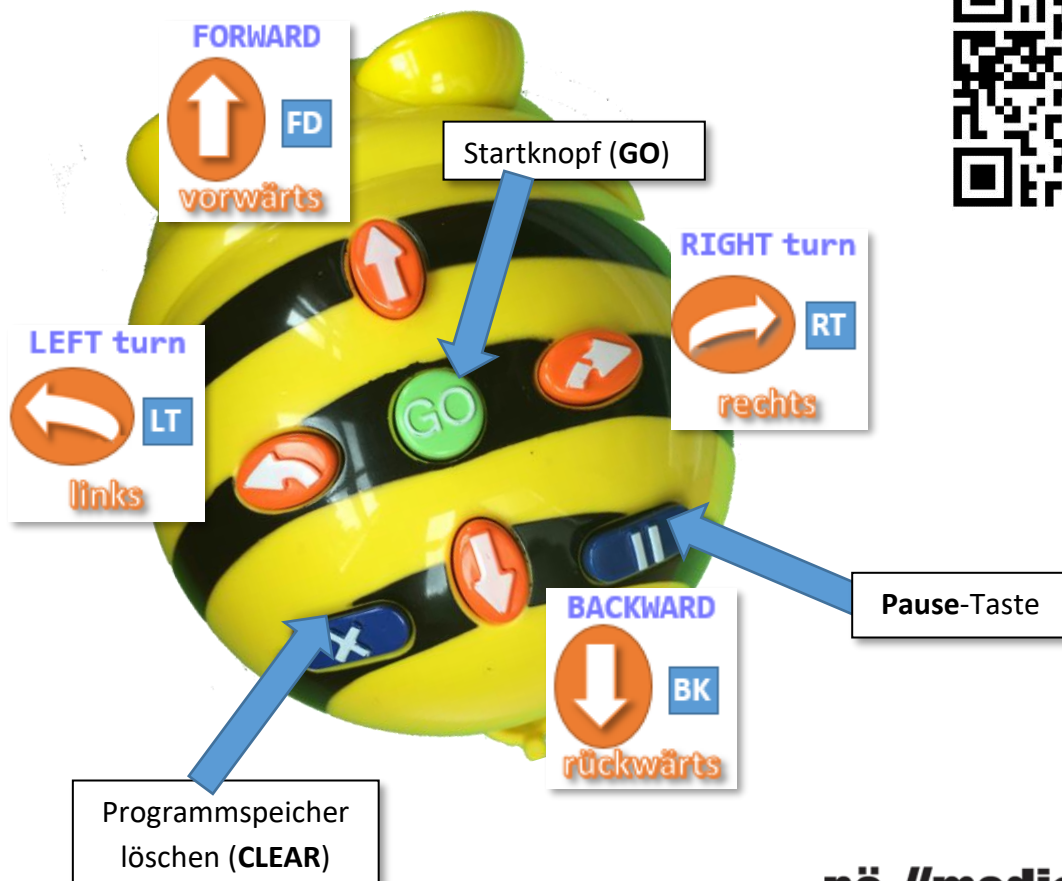 FORWARD
FD
vorwärts
Startknopf (GO)
RIGHT turn
RT
rechts
LEFT turn
LT
links
GO
Pause-Taste
BACKWARD
BK
rückwärts
Programmspeicher
löschen (CLEAR)